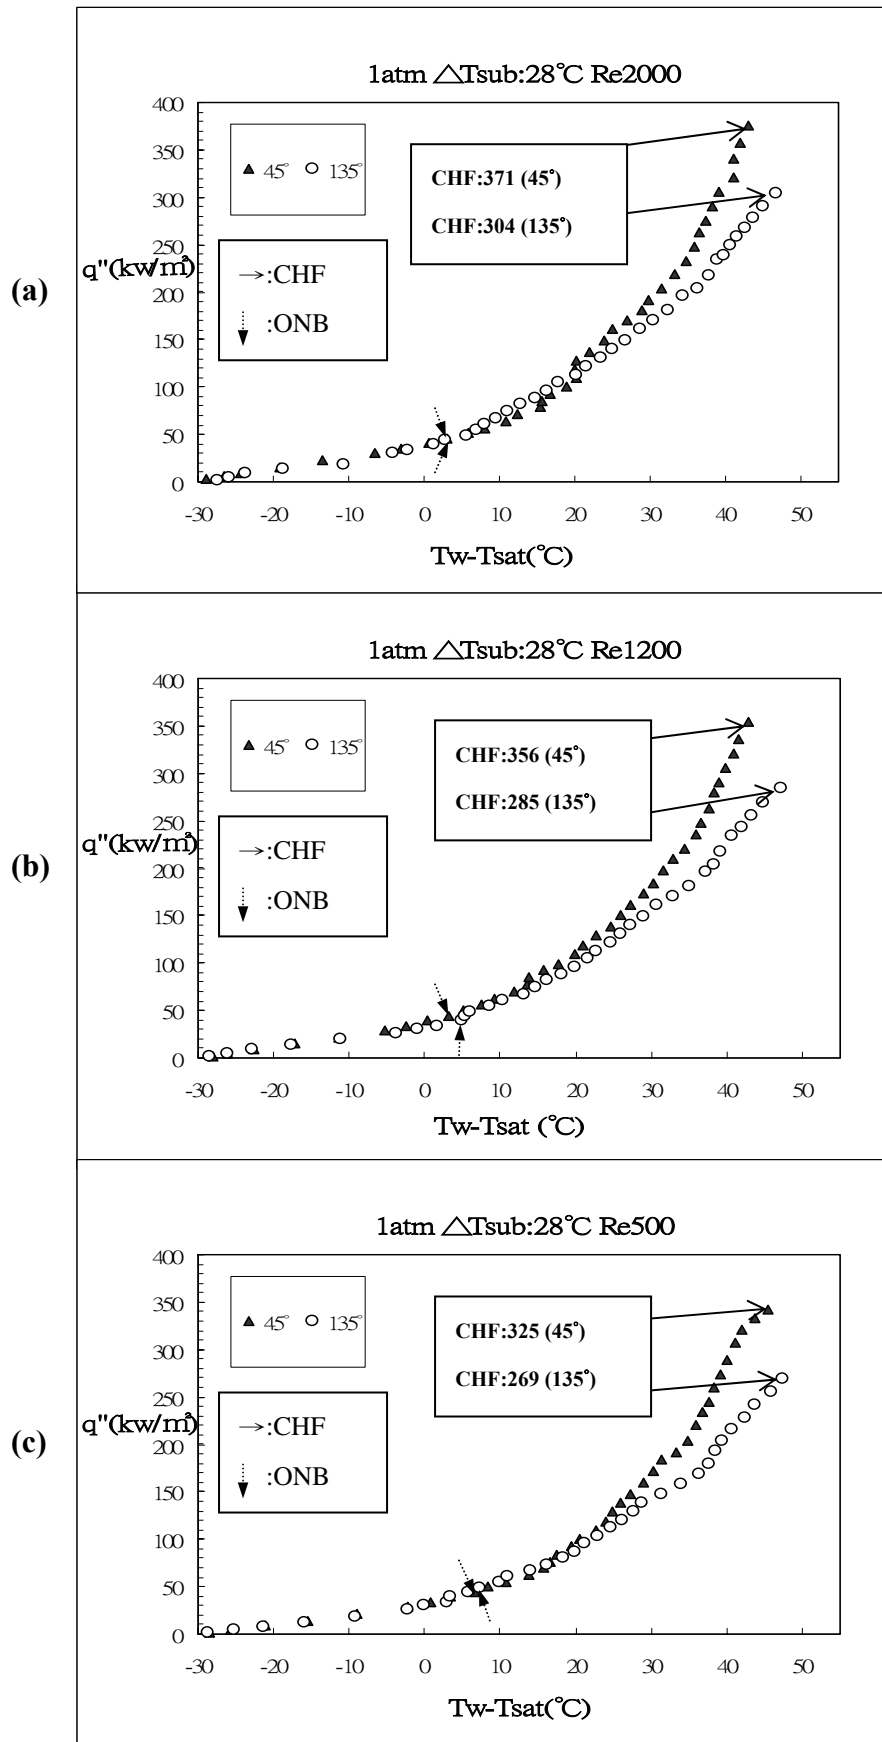 (a)
1atm △Tsub:28°C Re2000
400
350
300
250
200
150
100
50
0
q"(kw/m²)
▲ 45° ○ 135°
→:CHF
:ONB
CHF:371 (45°)
CHF:304 (135°)
-30 -20 -10 0 10 20 30 40 50
Tw-Tsat(°C)
(b)
1atm △Tsub:28°C Re1200
400
350
300
250
200
150
100
50
0
q"(kw/m²)
▲ 45° ○ 135°
→:CHF
:ONB
CHF:356 (45°)
CHF:285 (135°)
-30 -20 -10 0 10 20 30 40 50
Tw-Tsat (°C)
(c)
1atm △Tsub:28°C Re500
400
350
300
250
200
150
100
50
0
q"(kw/m²)
▲ 45° ○ 135°
→:CHF
:ONB
CHF:325 (45°)
CHF:269 (135°)
-30 -20 -10 0 10 20 30 40 50
Tw-Tsat(°C)